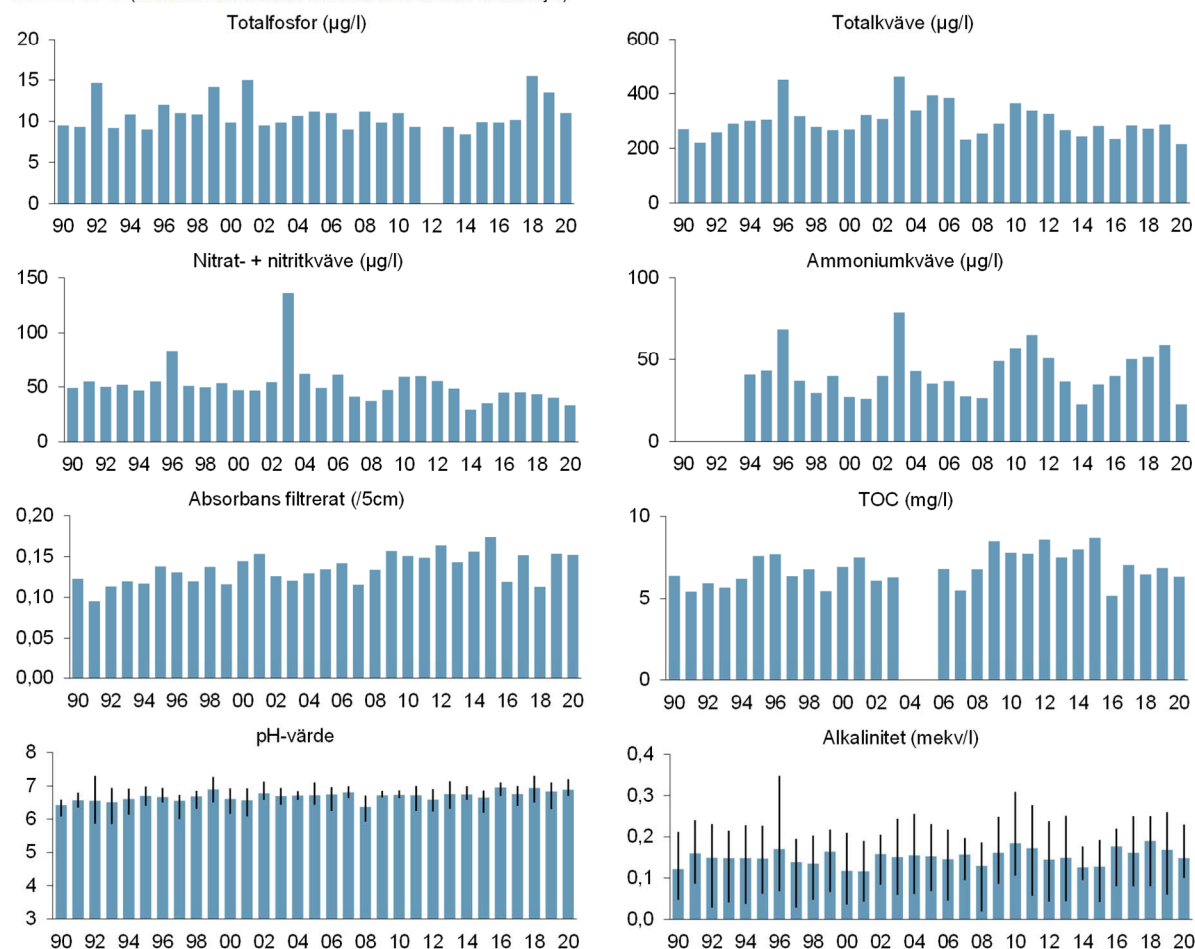 Totalfosfor (µg/l)
20
15
10
5
0
90 92 94 96 98 00 02 04 06 08 10 12 14 16 18 20
Totalkväve (µg/l)
600
400
200
0
90 92 94 96 98 00 02 04 06 08 10 12 14 16 18 20
Nitrat- + nitritkväve (µg/l)
150
100
50
0
90 92 94 96 98 00 02 04 06 08 10 12 14 16 18 20
Ammoniumkväve (µg/l)
100
50
0
90 92 94 96 98 00 02 04 06 08 10 12 14 16 18 20
Absorbans filtrerat (/5cm)
0,20
0,15
0,10
0,05
0,00
90 92 94 96 98 00 02 04 06 08 10 12 14 16 18 20
TOC (mg/l)
10
5
0
90 92 94 96 98 00 02 04 06 08 10 12 14 16 18 20
pH-värde
8
7
6
5
4
3
90 92 94 96 98 00 02 04 06 08 10 12 14 16 18 20
Alkalinitet (mekv/l)
0,4
0,3
0,2
0,1
0,0
90 92 94 96 98 00 02 04 06 08 10 12 14 16 18 20